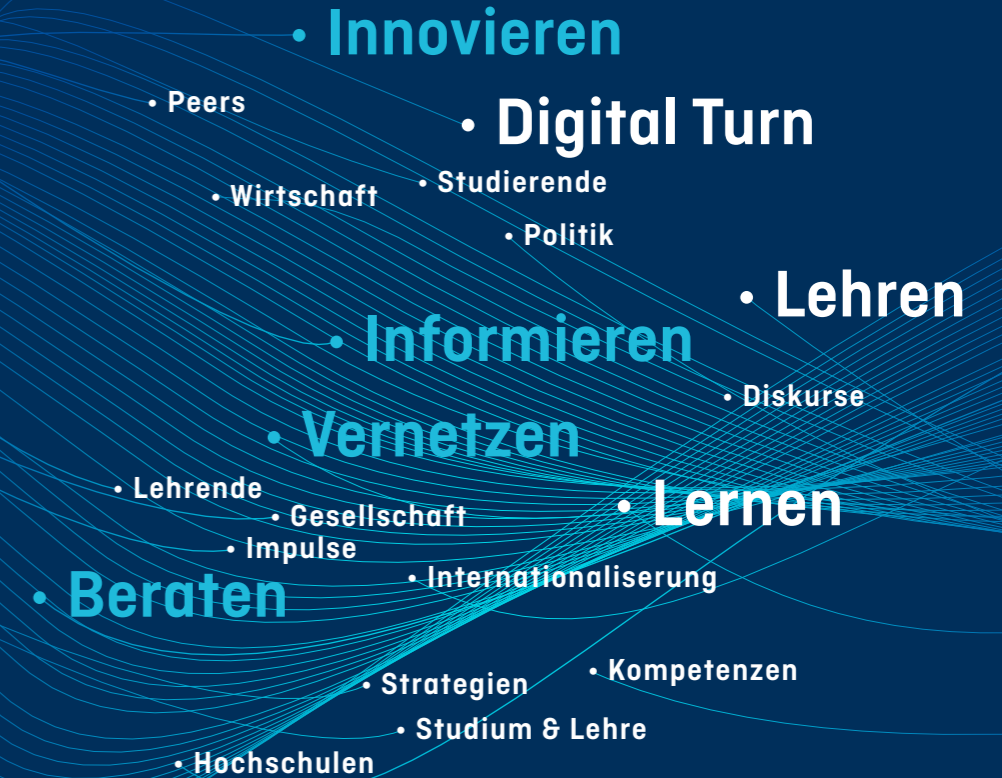 Innovieren
Peers
Digital Turn
Studierende
Wirtschaft
Politik
Lehren
Informieren
Diskurse
Vernetzen
Lehrende
Lernen
Gesellschaft
Impulse
Internationaliserung
Beraten
Kompetenzen
Strategien
Studium & Lehre
Hochschulen